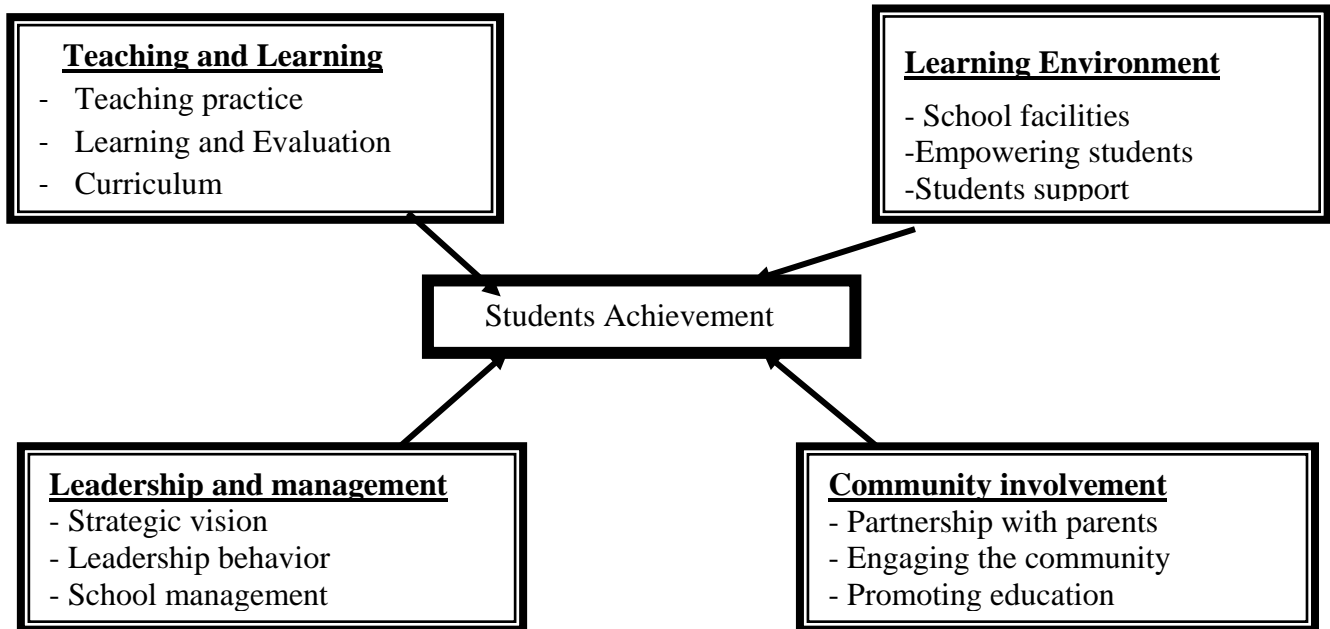 Teaching and Learning
- Teaching practice
- Learning and Evaluation
- Curriculum
Learning Environment
- School facilities
-Empowering students
-Students support
Students Achievement
Leadership and management
- Strategic vision
- Leadership behavior
- School management
Community involvement
- Partnership with parents
- Engaging the community
- Promoting education